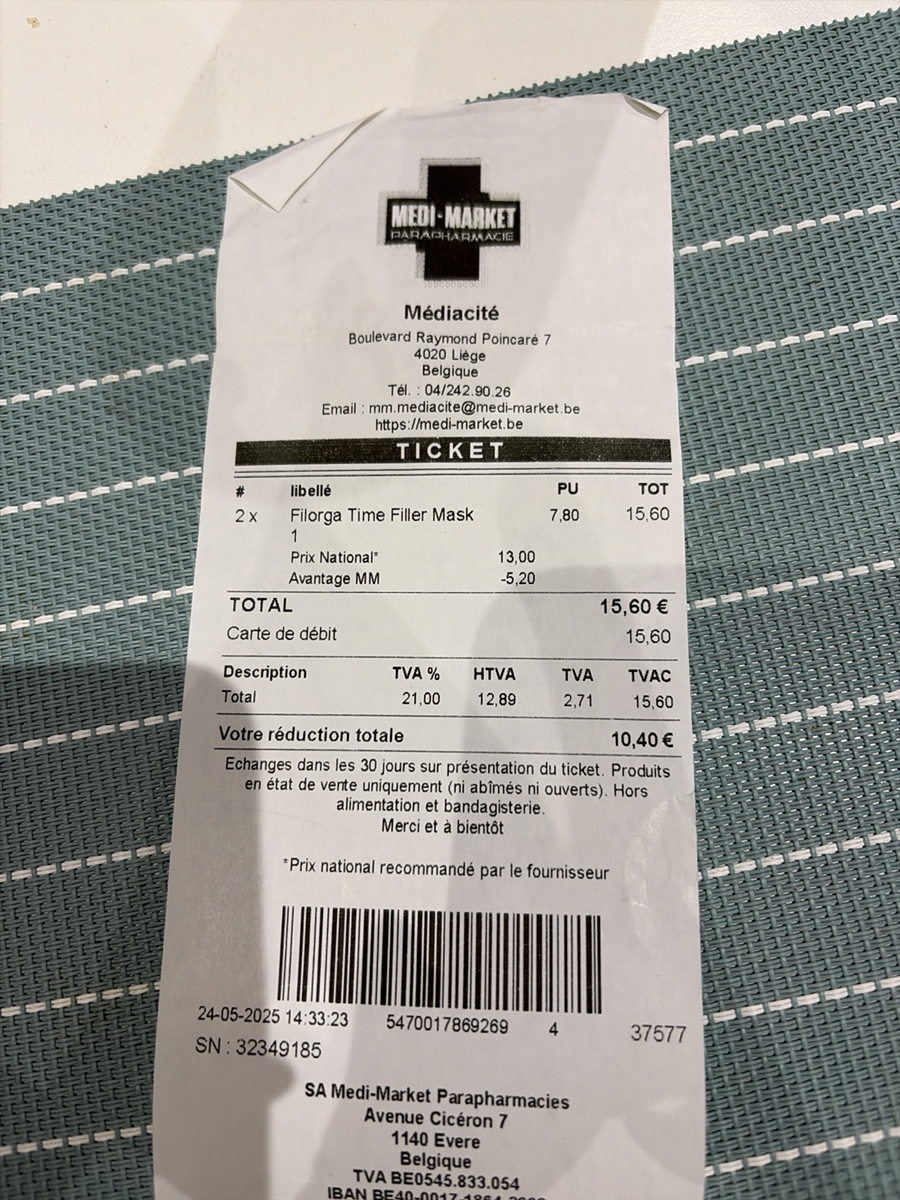 MEDI-MARKET
PARAPHARMACIE
Médiacité
Boulevard Raymond Poincaré 7
4020 Liège
Belgique
Tél. : 04/242.90.26
Email : mm.mediacite@medi-market.be
https://medi-market.be
TICKET
# libellé PU TOT
2 x Filorga Time Filler Mask 7,80 15,60
1
Prix National* 13,00
Avantage MM -5,20
TOTAL 15,60 €
Carte de débit 15,60
Description TVA % HTVA TVA TVAC
Total 21,00 12,89 2,71 15,60
Votre réduction totale 10,40 €
Echanges dans les 30 jours sur présentation du ticket. Produits
en état de vente uniquement (ni abîmés ni ouverts). Hors
alimentation et bandagisterie.
Merci et à bientôt
*Prix national recommandé par le fournisseur
24-05-2025 14:33:23 5470017869269 4 37577
SN : 32349185
SA Medi-Market Parapharmacies
Avenue Cicéron 7
1140 Evere
Belgique
TVA BE0545.833.054
IBAN BE40-0017-1864